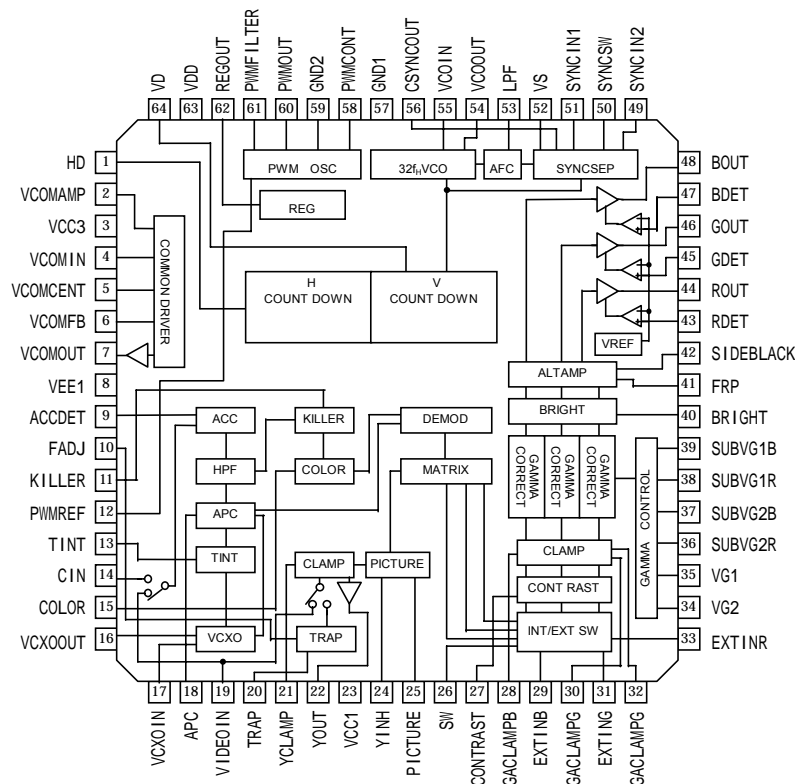 VD
VDD
REGOUT
PWMFILTER
PWMOUT
GND2
PWMCONT
GND1
CSYNCOUT
VCOIN
VCOOUT
LPF
VS
SYNCIN1
SYNCSW
SYNCIN2
64 63 62 61 60 59 58 57 56 55 54 53 52 51 50 49
HD 1
VCOMAMP 2
VCC3 3
VCOMIN 4
VCOMCENT 5
VCOMFB 6
VCOMOUT 7
VEE1 8
ACCDET 9
FADJ 10
KILLER 11
PWMREF 12
TINT 13
CIN 14
COLOR 15
VCXOOUT 16
PWM OSC
32fHVCO
AFC
SYNCSEP
REG
COMMON DRIVER
H
COUNT DOWN
V
COUNT DOWN
VREF
ALTAMP
BRIGHT
ACC
KILLER
DEMOD
HPF
COLOR
MATRIX
GAMMA
CORRECT
GAMMA
CORRECT
GAMMA
CORRECT
GAMMA CONTROL
APC
TINT
CLAMP
PICTURE
CLAMP
CONT RAST
VCXO
TRAP
INT/EXT SW
48 BOUT
47 BDET
46 GOUT
45 GDET
44 ROUT
43 RDET
42 SIDEBLACK
41 FRP
40 BRIGHT
39 SUBVG1B
38 SUBVG1R
37 SUBVG2B
36 SUBVG2R
35 VG1
34 VG2
33 EXTINR
17 18 19 20 21 22 23 24 25 26 27 28 29 30 31 32
VCXOIN
APC
VIDEOIN
TRAP
YCLAMP
YOUT
VCC1
YINH
PICTURE
SW
CONTRAST
GACLAMPB
EXTINB
GACLAMPG
EXTING
GACLAMPG